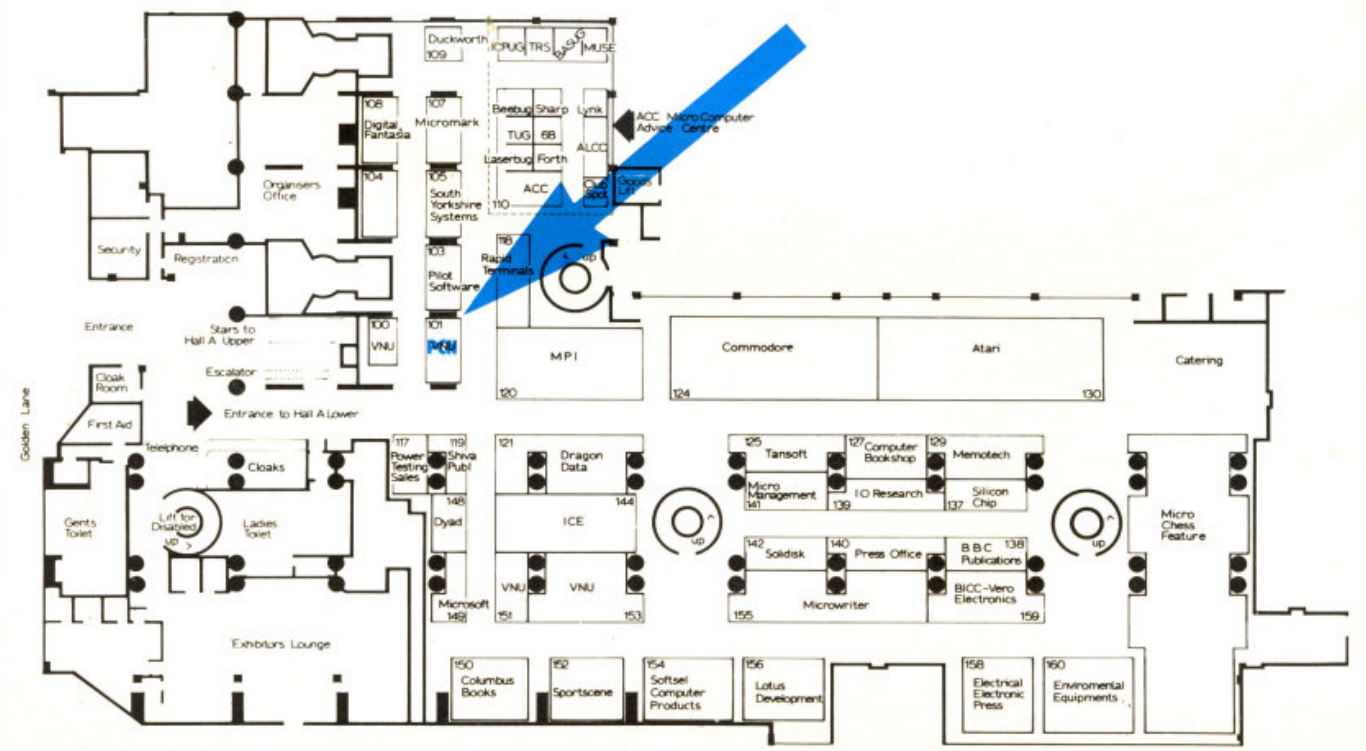 Duckworth
109
ICPUG
TRS
BASUG
MUSE
108
Digital
Fantasia
107
Micromark
Beebug
Sharp
Lynk
TUG
6B
ALCC
Laserbug
Forth
ACC
Club
Spot
110
ACC Micro Computer
Advice Centre
Goods
Lift
104
105
South
Yorkshire
Systems
Organisers
Office
Security
Registration
103
Pilot
Software
118
Rapid
Terminals
up
Entrance
Stairs to
Hall A Upper
Escalator
100
VNU
101
PCN
MPI
120
Commodore
124
Atari
130
Catering
Cloak
Room
First Aid
Entrance to Hall A Lower
Golden Lane
Telephone
Cloaks
117
Power
Testing
Sales
119
Shiva
Publ
121
Dragon
Data
125
Tansoft
127
Computer
Bookshop
129
Memotech
Micro
Management
141
139
IO Research
137
Silicon
Chip
Gents
Toilet
Lift for
Disabled
up
Ladies
Toilet
148
Dyad
144
ICE
up
Micro
Chess
Feature
142
Solidisk
140
Press Office
138
BBC
Publications
VNU
151
VNU
153
Microsoft
149
Microwriter
155
BICC-Vero
Electronics
159
Exhibitors Lounge
150
Columbus
Books
152
Sportscene
154
Softsel
Computer
Products
156
Lotus
Development
158
Electrical
Electronic
Press
160
Enviromental
Equipments
up